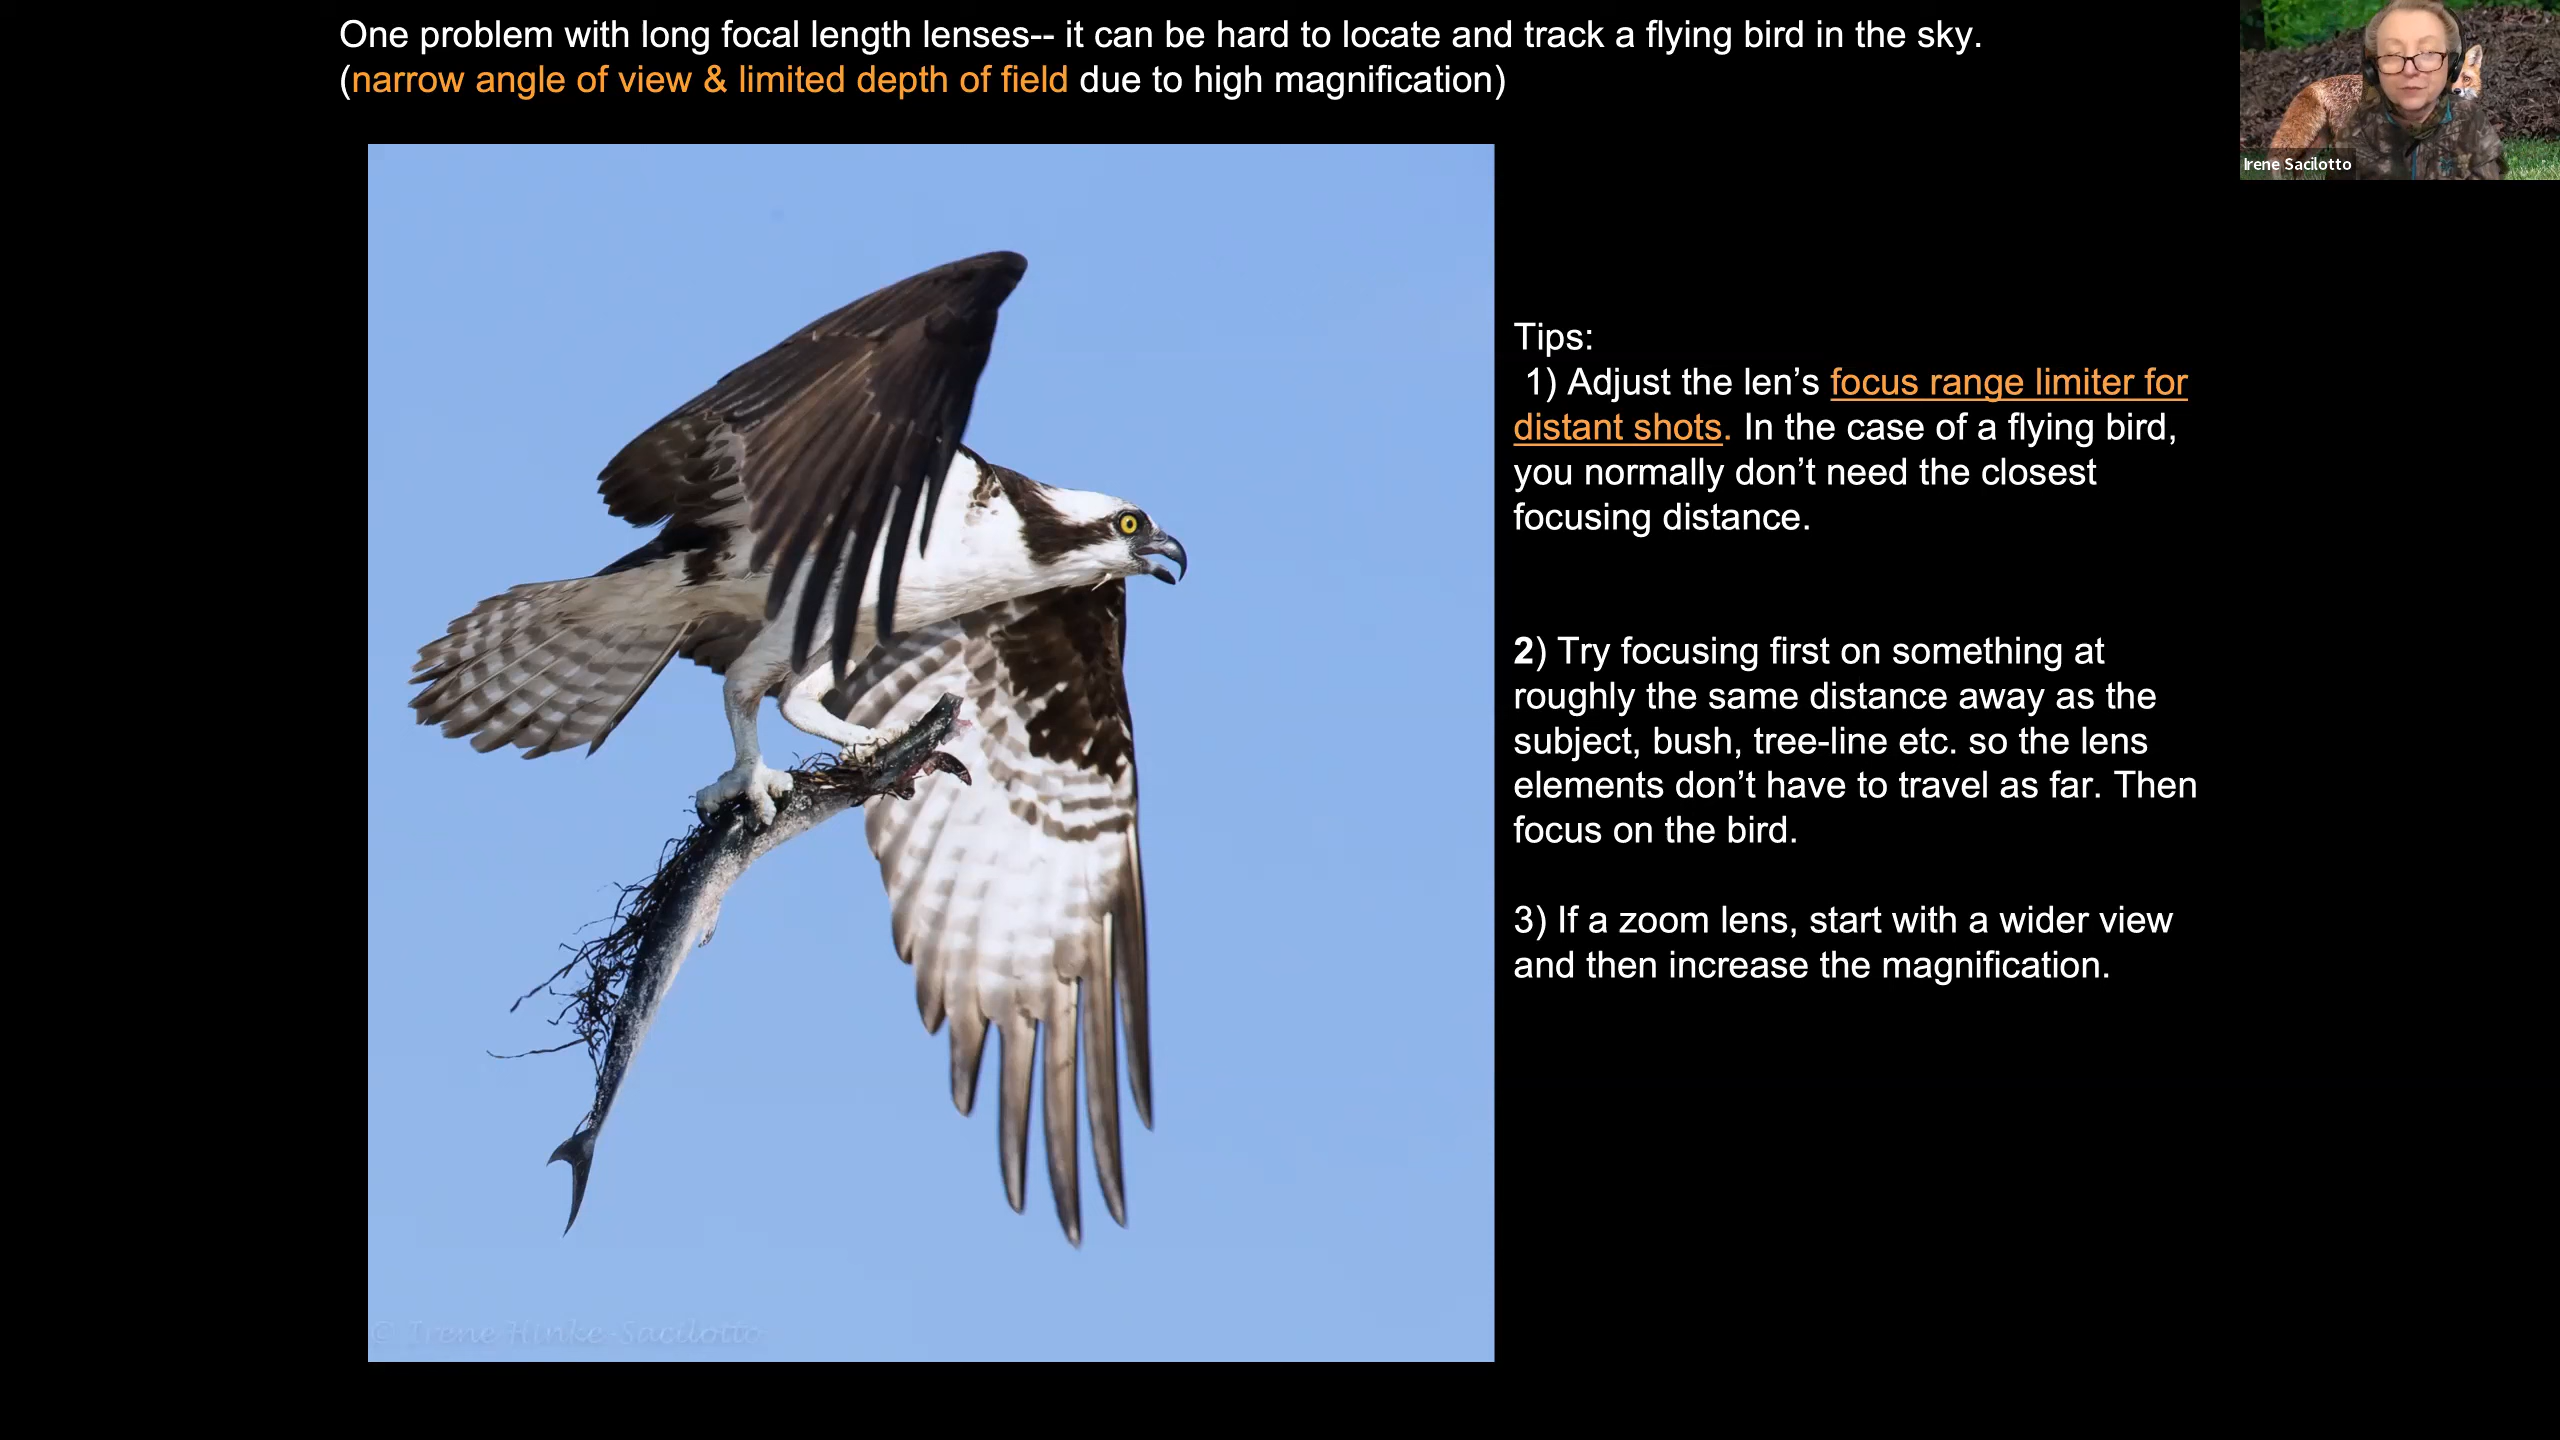 One problem with long focal length lenses-- it can be hard to locate and track a flying bird in the sky.
(narrow angle of view & limited depth of field due to high magnification)
Irene Sacilotto
Tips:
1) Adjust the len’s focus range limiter for
distant shots. In the case of a flying bird,
you normally don’t need the closest
focusing distance.
2) Try focusing first on something at
roughly the same distance away as the
subject, bush, tree-line etc. so the lens
elements don’t have to travel as far. Then
focus on the bird.
3) If a zoom lens, start with a wider view
and then increase the magnification.
© Irene Hinke-Sacilotto